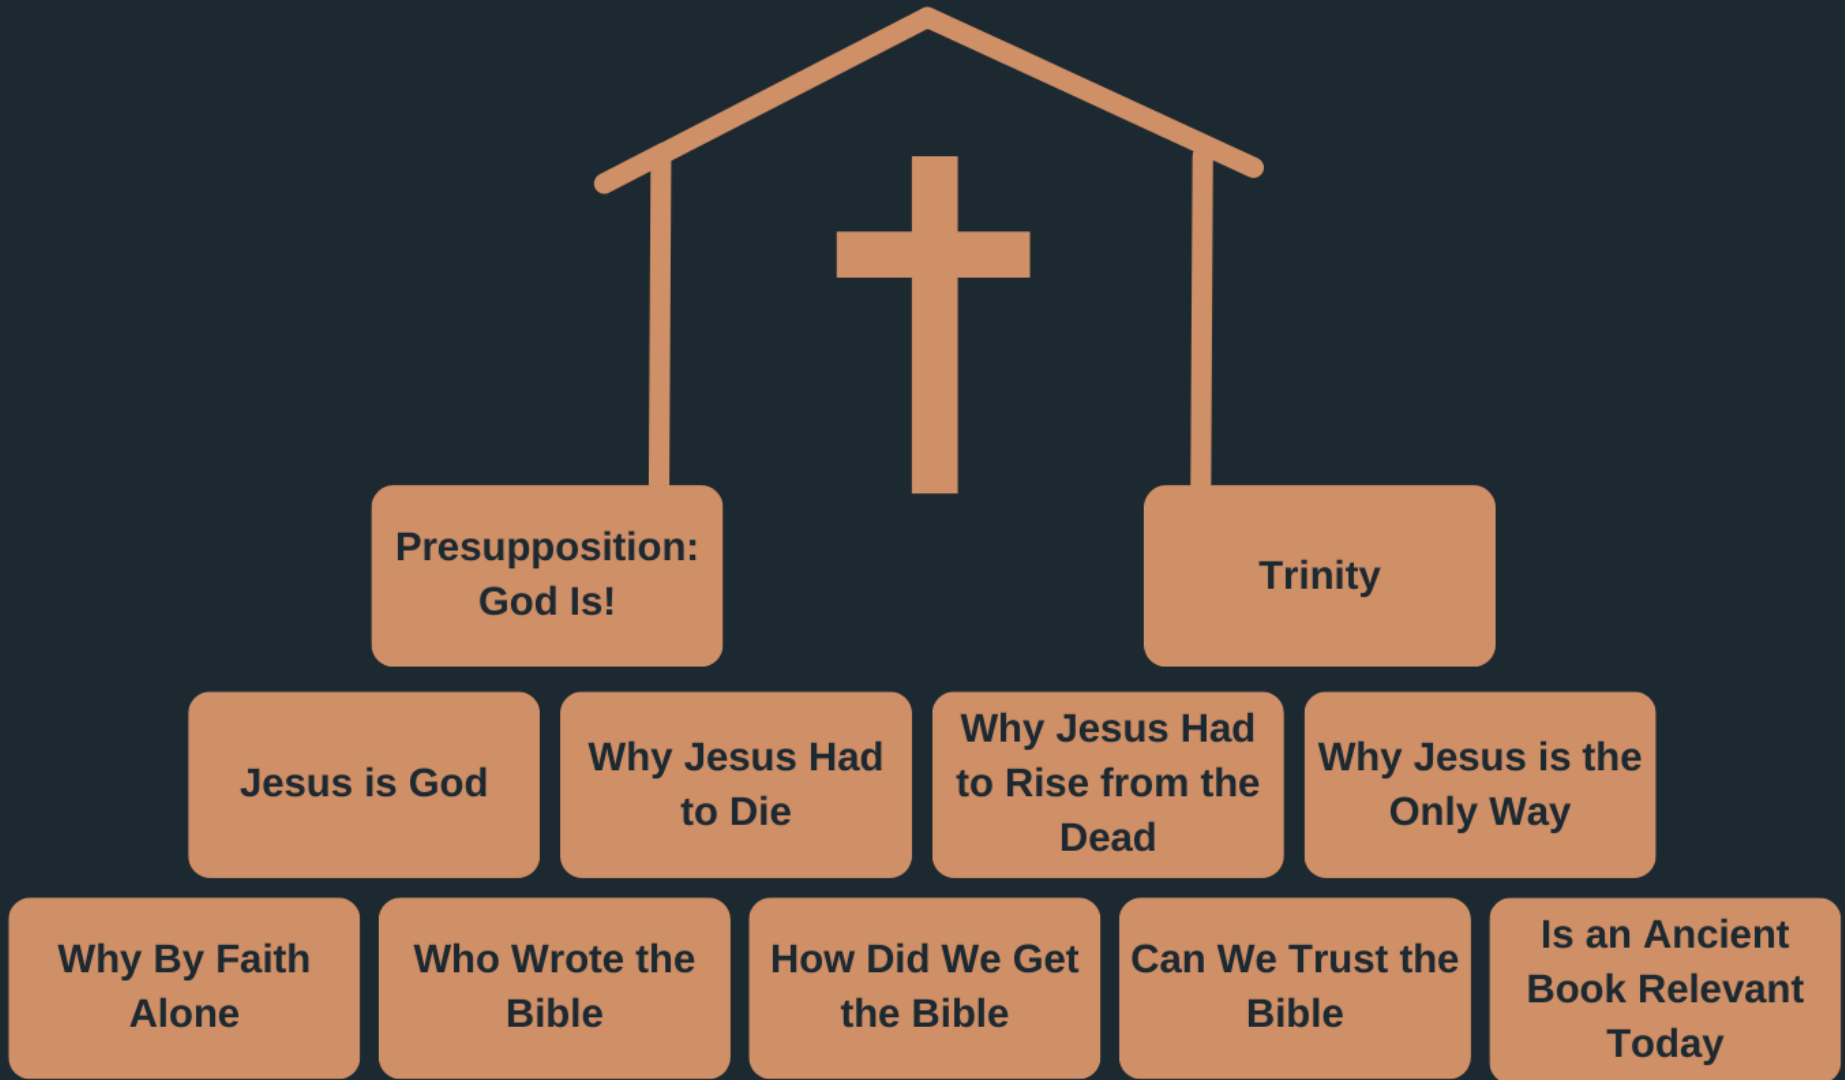 Presupposition:
God Is!
Trinity
Jesus is God
Why Jesus Had
to Die
Why Jesus Had
to Rise from the
Dead
Why Jesus is the
Only Way
Why By Faith
Alone
Who Wrote the
Bible
How Did We Get
the Bible
Can We Trust the
Bible
Is an Ancient
Book Relevant
Today